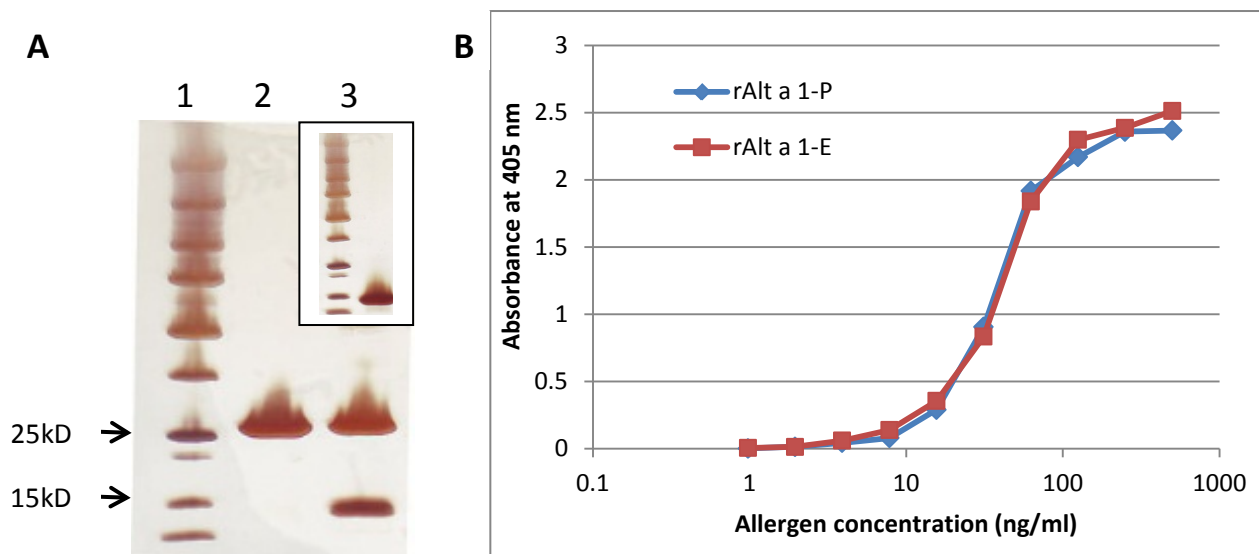 A
1 2 3
25kD
15kD
B
3
2.5
2
1.5
1
0.5
0
0.1 1 10 100 1000
Absorbance at 405 nm
Allergen concentration (ng/ml)
rAlt a 1-P
rAlt a 1-E